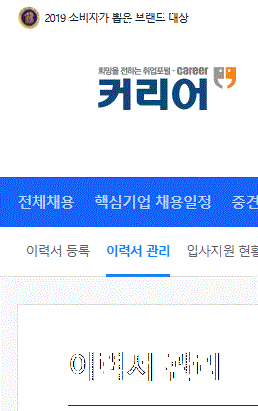 2019 소비자가 뽑은 브랜드 대상
희망을 전하는 취업포털 - career
커리어
전체채용 핵심기업 채용일정 중견
이력서 등록 이력서 관리 입사지원 현황
이력서 관리